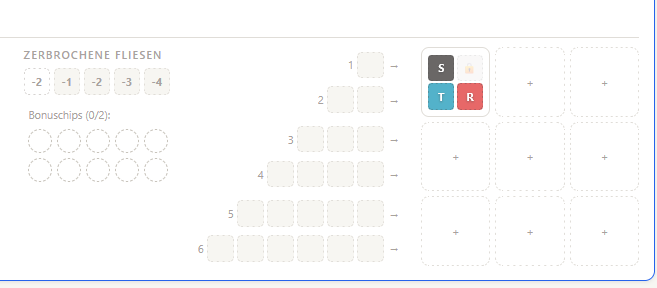 ZERBROCHENE FLIESEN
-2 -1 -2 -3 -4
Bonuschips (0/2):
1 →
2 →
3 →
4 →
5 →
6 →
S
T R
+ +
+ + +
+ + +